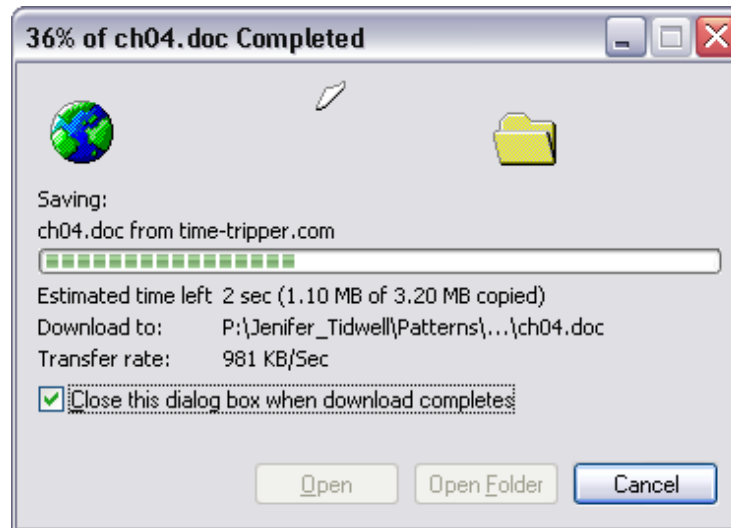 36% of ch04.doc Completed
Saving:
ch04.doc from time-tripper.com
Estimated time left 2 sec (1.10 MB of 3.20 MB copied)
Download to: P:\Jenifer_Tidwell\Patterns\...\ch04.doc
Transfer rate: 981 KB/Sec
Close this dialog box when download completes
Open Open Folder Cancel